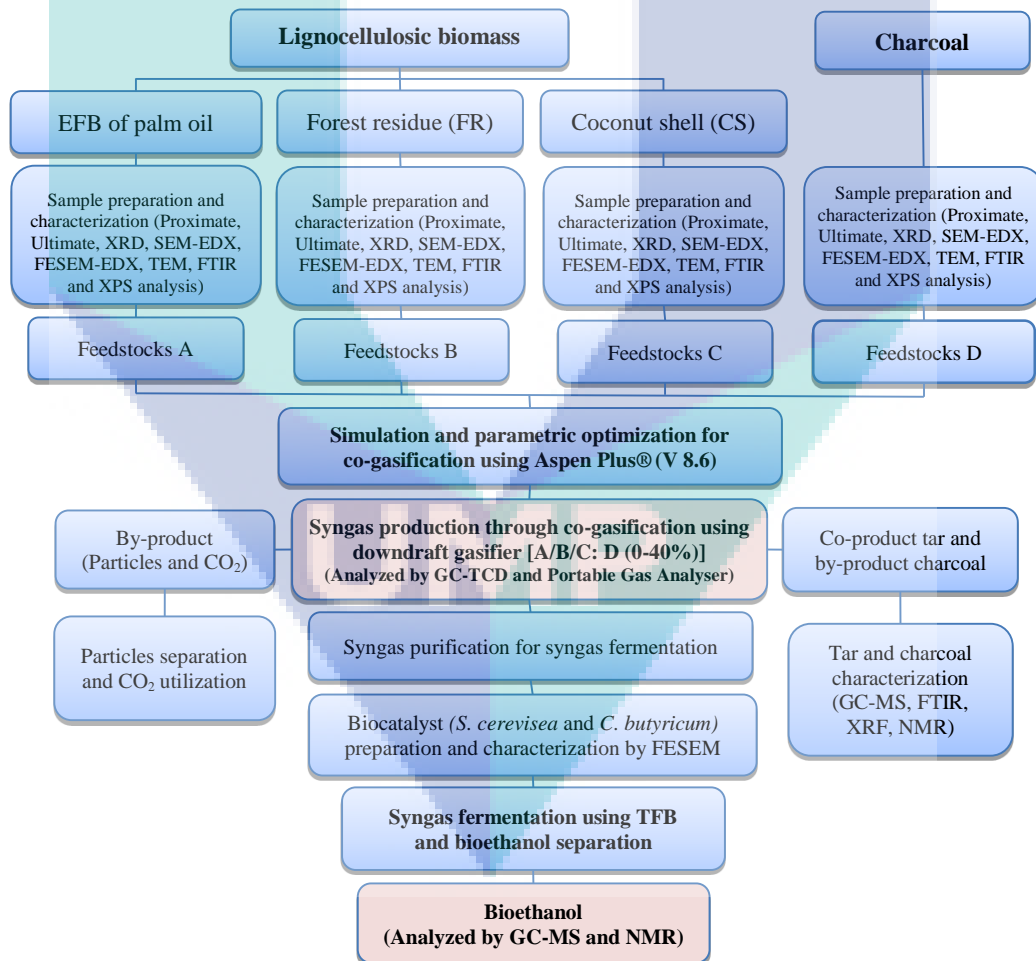 Lignocellulosic biomass
Charcoal
EFB of palm oil
Forest residue (FR)
Coconut shell (CS)
Sample preparation and
characterization (Proximate,
Ultimate, XRD, SEM-EDX,
FESEM-EDX, TEM, FTIR
and XPS analysis)
Sample preparation and
characterization (Proximate,
Ultimate, XRD, SEM-EDX,
FESEM-EDX, TEM, FTIR
and XPS analysis)
Sample preparation and
characterization (Proximate,
Ultimate, XRD, SEM-EDX,
FESEM-EDX, TEM, FTIR
and XPS analysis)
Sample preparation and
characterization (Proximate,
Ultimate, XRD, SEM-EDX,
FESEM-EDX, TEM, FTIR
and XPS analysis)
Feedstocks A
Feedstocks B
Feedstocks C
Feedstocks D
Simulation and parametric optimization for
co-gasification using Aspen Plus® (V 8.6)
By-product
(Particles and CO₂)
Syngas production through co-gasification using
downdraft gasifier [A/B/C: D (0-40%)]
(Analyzed by GC-TCD and Portable Gas Analyser)
Co-product tar and
by-product charcoal
UMP
Particles separation
and CO₂ utilization
Syngas purification for syngas fermentation
Tar and charcoal
characterization
(GC-MS, FTIR,
XRF, NMR)
Biocatalyst (S. cerevisea and C. butyricum)
preparation and characterization by FESEM
Syngas fermentation using TFB
and bioethanol separation
Bioethanol
(Analyzed by GC-MS and NMR)